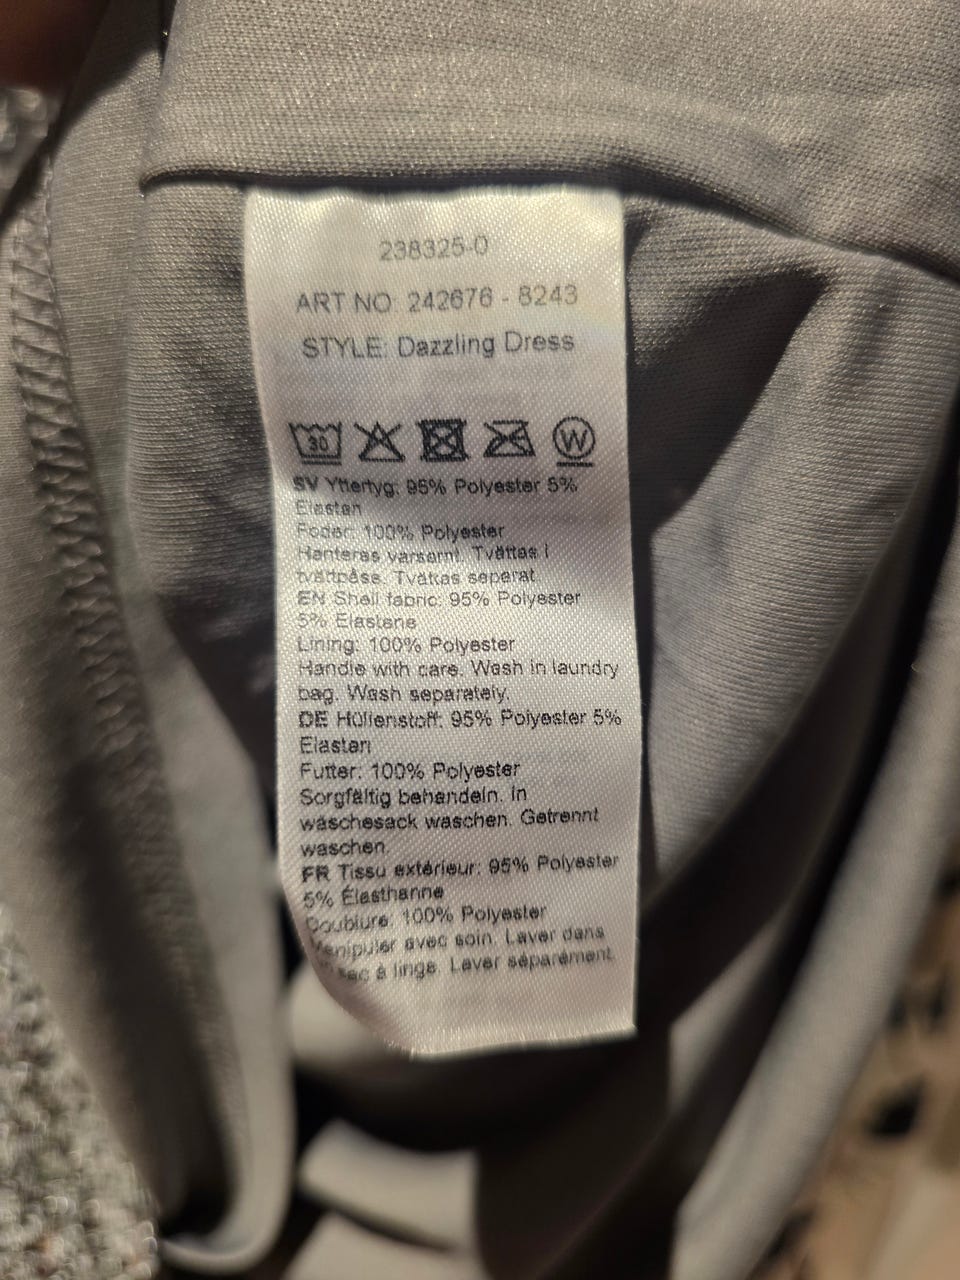 238325-0
ART NO: 242676 - 8243
STYLE: Dazzling Dress
30 W
SV Yttertyg: 95% Polyester 5%
Elastan
Foder: 100% Polyester
Hanteras varsamt. Tvättas i
tvättpåse. Tvättas separat
EN Shell fabric: 95% Polyester
5% Elastane
Lining: 100% Polyester
Handle with care. Wash in laundry
bag. Wash separately.
DE Hüllenstoff: 95% Polyester 5%
Elastan
Futter: 100% Polyester
Sorgfältig behandeln. In
wäschesack waschen. Getrennt
waschen.
FR Tissu extérieur: 95% Polyester
5% Élasthanne
Doublure: 100% Polyester
Manipuler avec soin. Laver dans
sac à linge. Laver séparément.